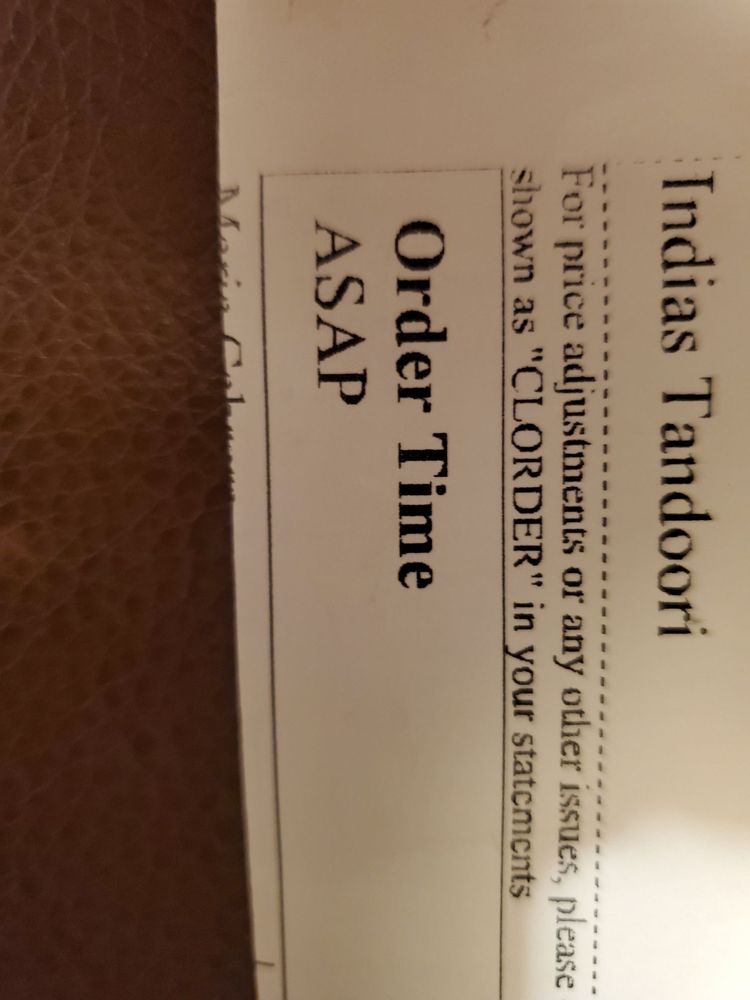 Indias Tandoori
For price adjustments or any other issues, please
shown as "CLORDER" in your statements
Order Time
ASAP